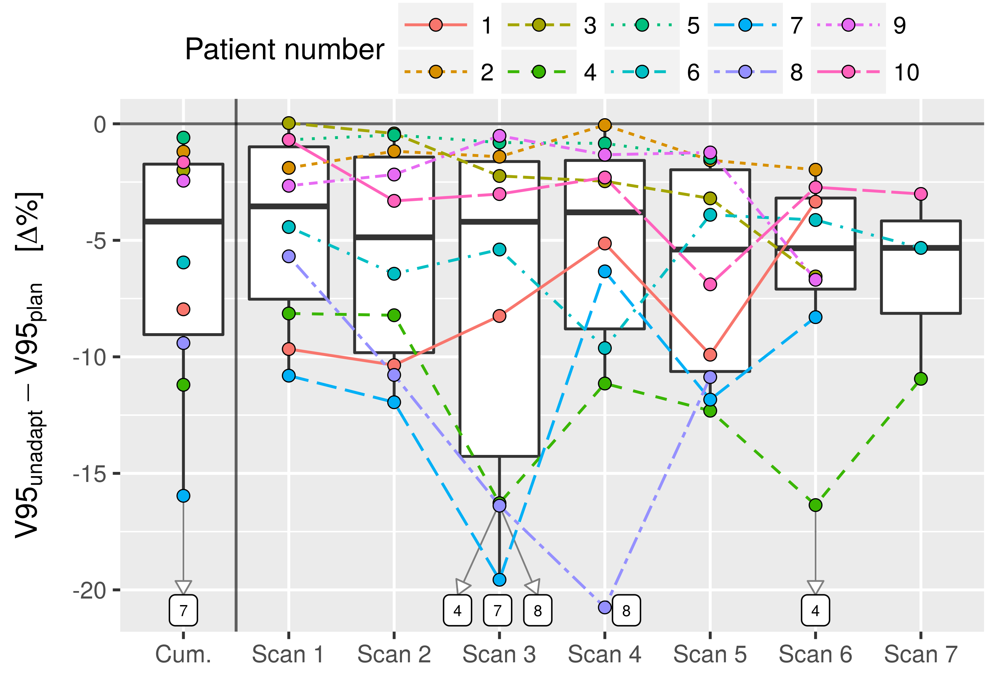 Patient number
1 3 5 7 9
2 4 6 8 10
V95unadapt — V95plan [Δ%]
0
-5
-10
-15
-20
7 4 7 8 8 4
Cum. Scan 1 Scan 2 Scan 3 Scan 4 Scan 5 Scan 6 Scan 7